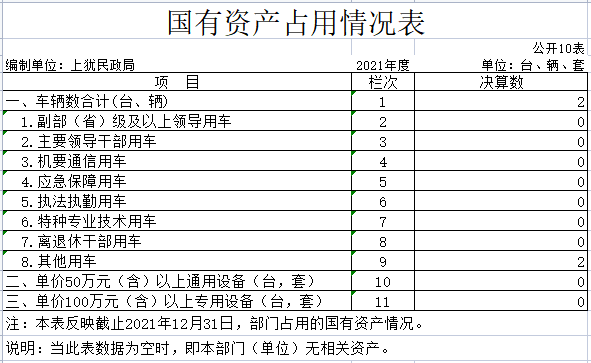 国有资产占用情况表
公开10表
编制单位：上犹民政局 2021年度 单位：台、辆、套
项 目 栏次 决算数
一、车辆数合计(台、辆) 1 2
1.副部（省）级及以上领导用车 2 0
2.主要领导干部用车 3 0
3.机要通信用车 4 0
4.应急保障用车 5 0
5.执法执勤用车 6 0
6.特种专业技术用车 7 0
7.离退休干部用车 8 0
8.其他用车 9 2
二、单价50万元（含）以上通用设备（台，套） 10 0
三、单价100万元（含）以上专用设备（台，套） 11 0
注：本表反映截止2021年12月31日，部门占用的国有资产情况。
说明：当此表数据为空时，即本部门（单位）无相关资产。